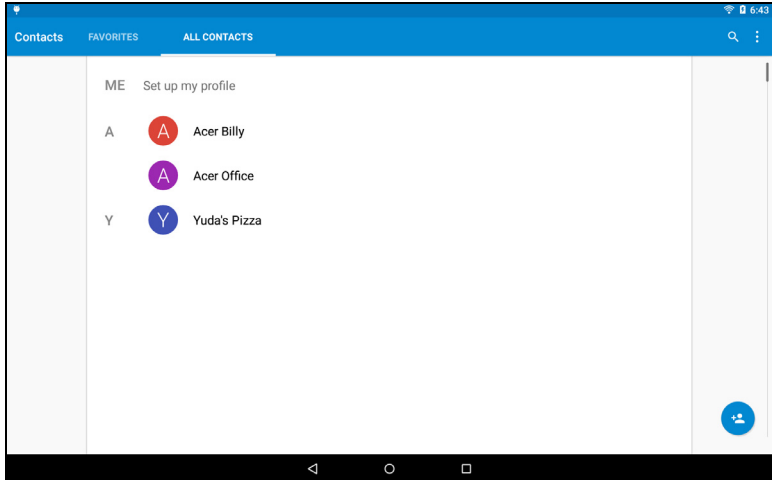 6:43
Contacts FAVORITES ALL CONTACTS
ME Set up my profile
A A Acer Billy
A Acer Office
Y Y Yuda's Pizza